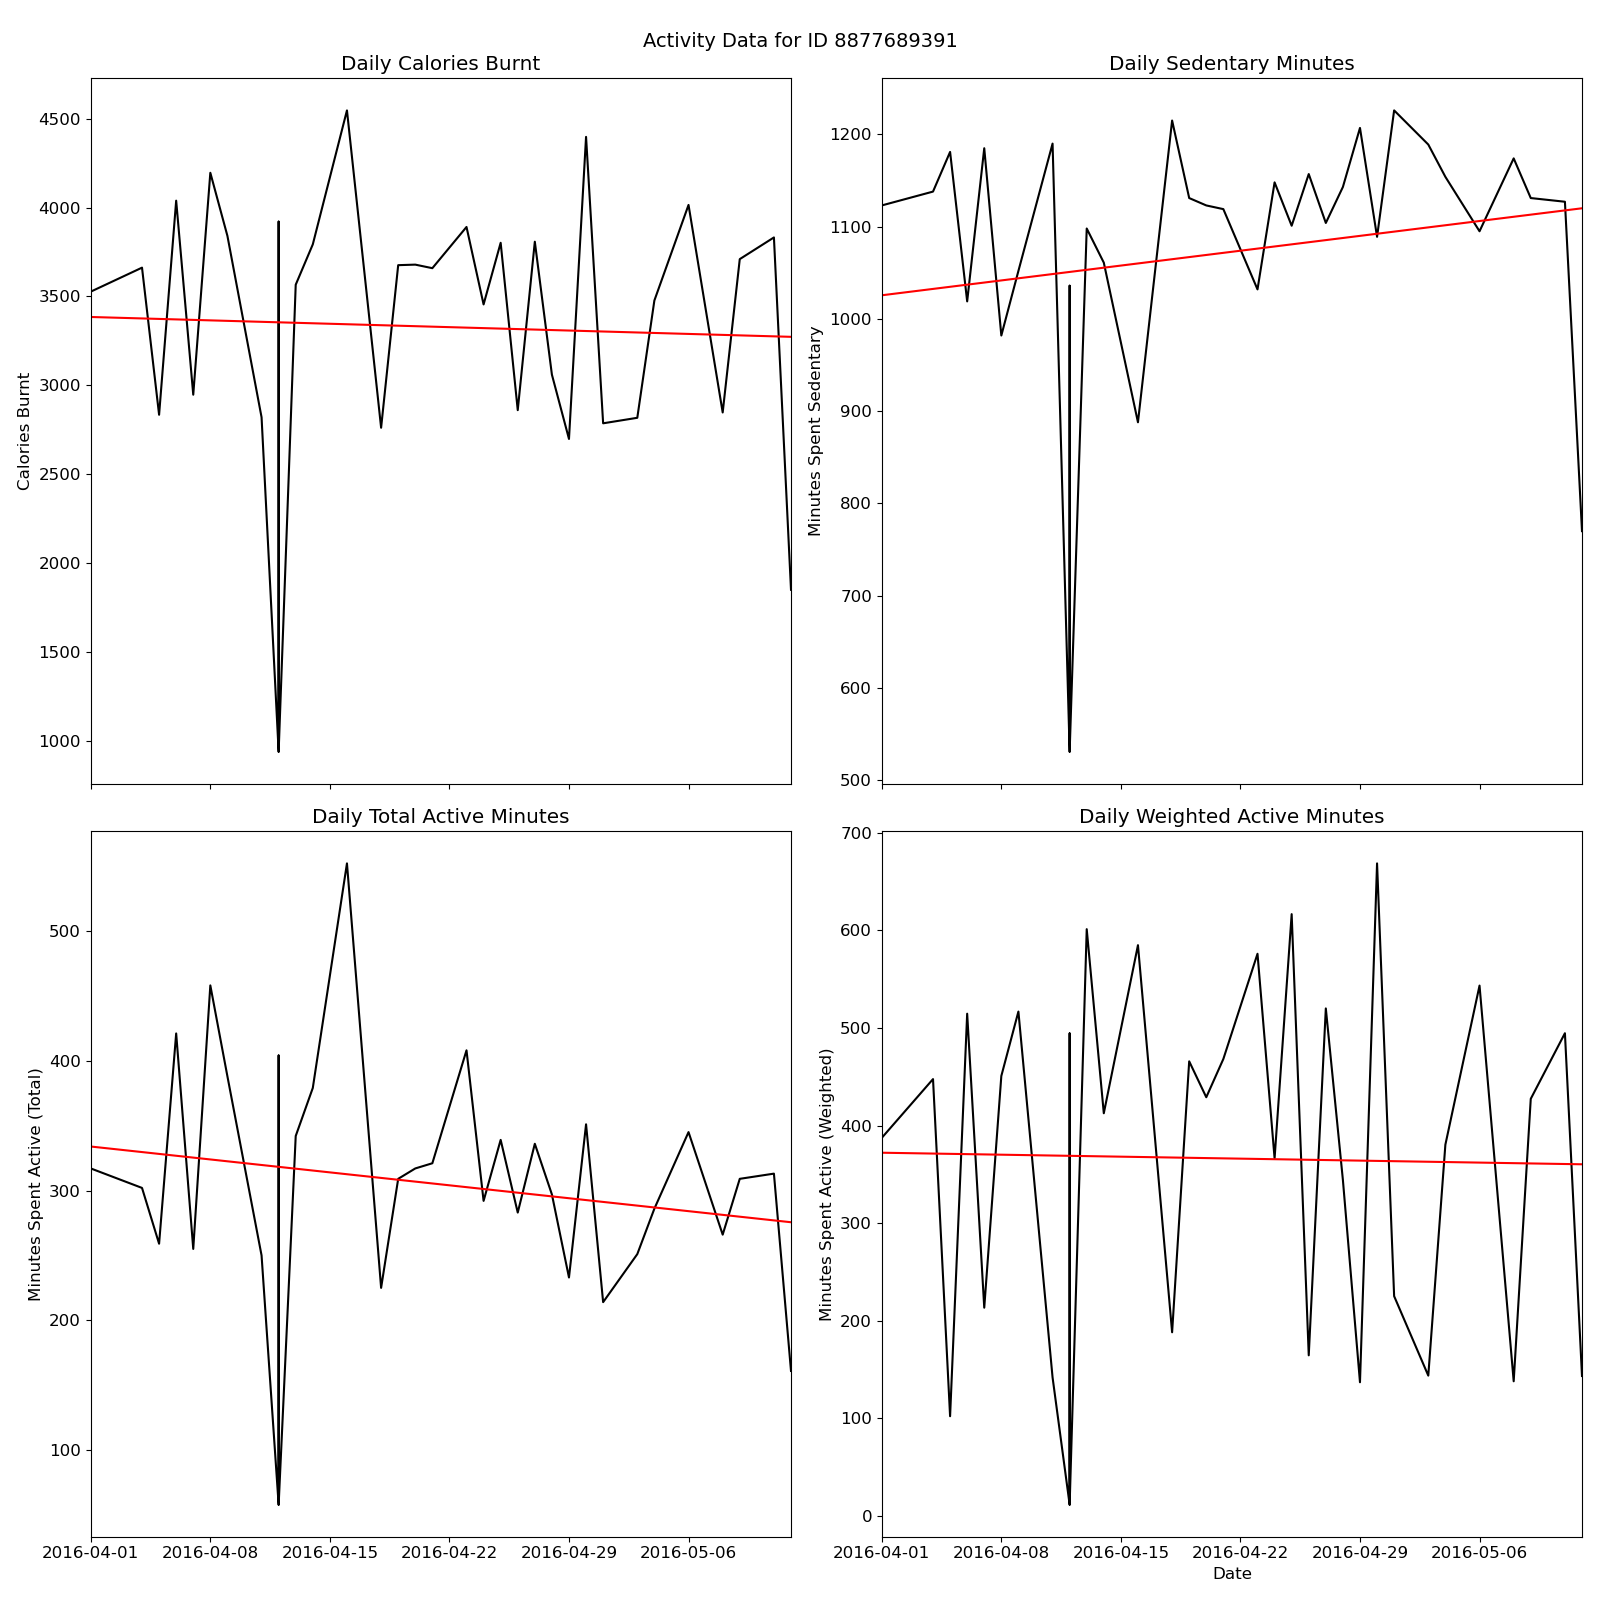 Activity Data for ID 8877689391
Daily Calories Burnt
Calories Burnt
4500
4000
3500
3000
2500
2000
1500
1000
Daily Sedentary Minutes
Minutes Spent Sedentary
1200
1100
1000
900
800
700
600
500
Daily Total Active Minutes
Minutes Spent Active (Total)
500
400
300
200
100
2016-04-01 2016-04-08 2016-04-15 2016-04-22 2016-04-29 2016-05-06
Daily Weighted Active Minutes
Minutes Spent Active (Weighted)
700
600
500
400
300
200
100
0
2016-04-01 2016-04-08 2016-04-15 2016-04-22 2016-04-29 2016-05-06
Date